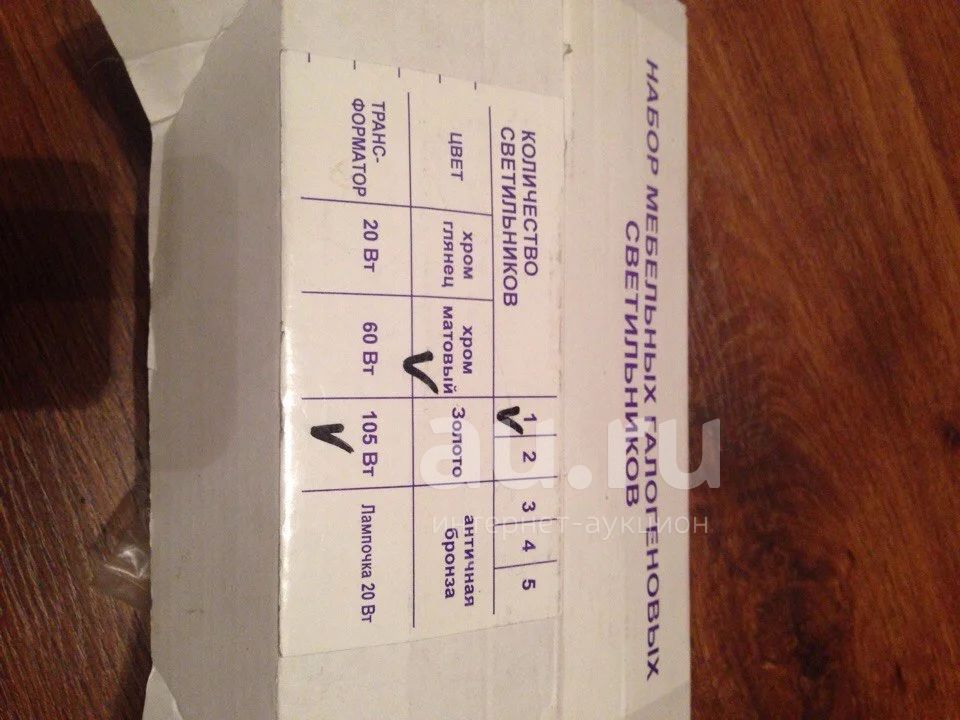 НАБОР МЕБЕЛЬНЫХ ГАЛОГЕНОВЫХ
СВЕТИЛЬНИКОВ
КОЛИЧЕСТВО
СВЕТИЛЬНИКОВ
1 2 3 4 5
ЦВЕТ
хром
глянец
хром
матовый
Золото
античная
бронза
ТРАНС-
ФОРМАТОР
20 Вт
60 Вт
105 Вт
Лампочка 20 Вт
au.ru
интернет-аукцион